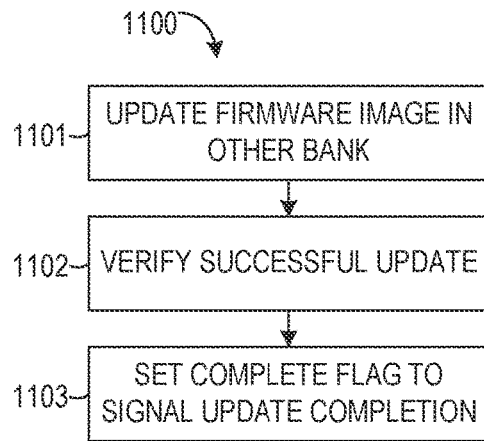 1100
1101
UPDATE FIRMWARE IMAGE IN
OTHER BANK
1102
VERIFY SUCCESSFUL UPDATE
1103
SET COMPLETE FLAG TO
SIGNAL UPDATE COMPLETION